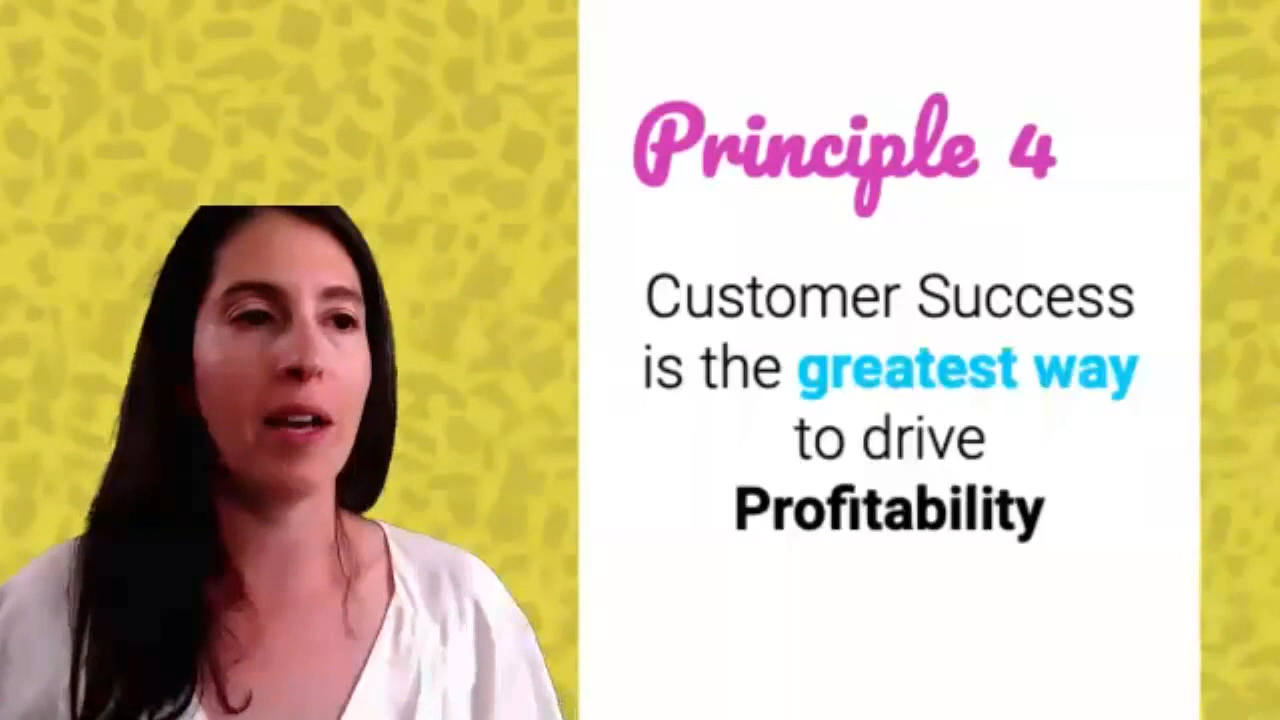 Principle 4
Customer Success
is the greatest way
to drive
Profitability